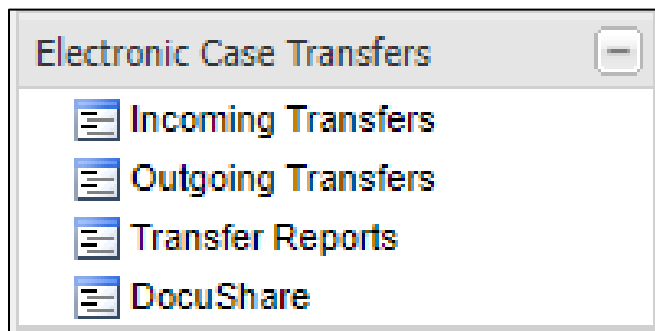 Electronic Case Transfers
Incoming Transfers
Outgoing Transfers
Transfer Reports
DocuShare